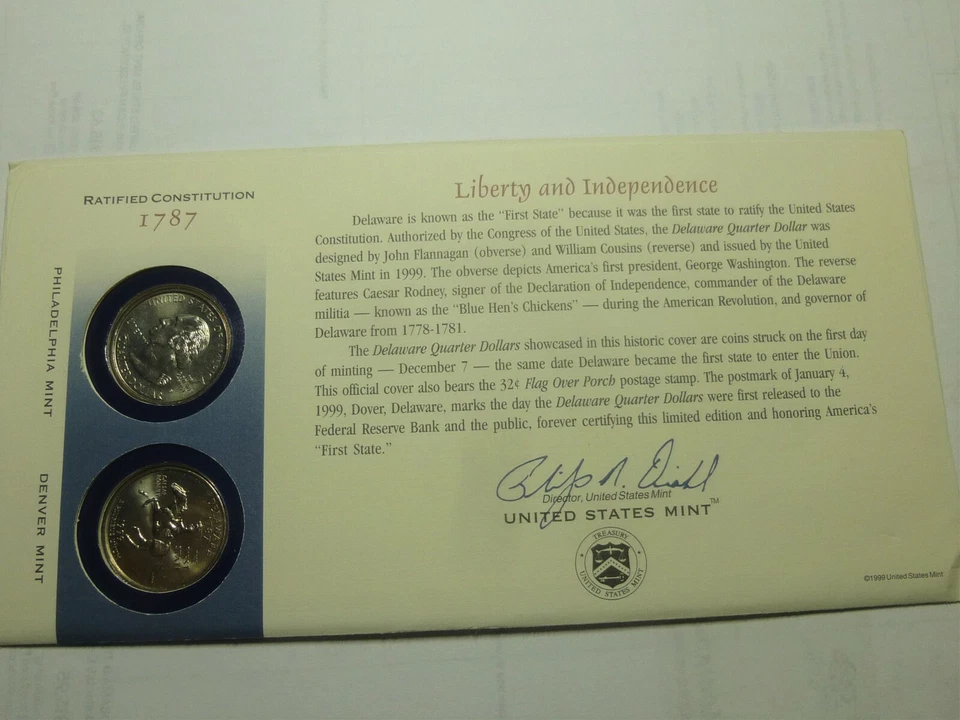 RATIFIED CONSTITUTION
1787
PHILADELPHIA MINT
DENVER MINT
Liberty and Independence
Delaware is known as the “First State” because it was the first state to ratify the United States
Constitution. Authorized by the Congress of the United States, the Delaware Quarter Dollar was
designed by John Flannagan (obverse) and William Cousins (reverse) and issued by the United
States Mint in 1999. The obverse depicts America’s first president, George Washington. The reverse
features Caesar Rodney, signer of the Declaration of Independence, commander of the Delaware
militia — known as the “Blue Hen’s Chickens” — during the American Revolution, and governor of
Delaware from 1778-1781.
The Delaware Quarter Dollars showcased in this historic cover are coins struck on the first day
of minting — December 7 — the same date Delaware became the first state to enter the Union.
This official cover also bears the 32¢ Flag Over Porch postage stamp. The postmark of January 4,
1999, Dover, Delaware, marks the day the Delaware Quarter Dollars were first released to the
Federal Reserve Bank and the public, forever certifying this limited edition and honoring America’s
“First State.”
Director, United States Mint
UNITED STATES MINT™
TREASURY
UNITED STATES MINT
©1999 United States Mint